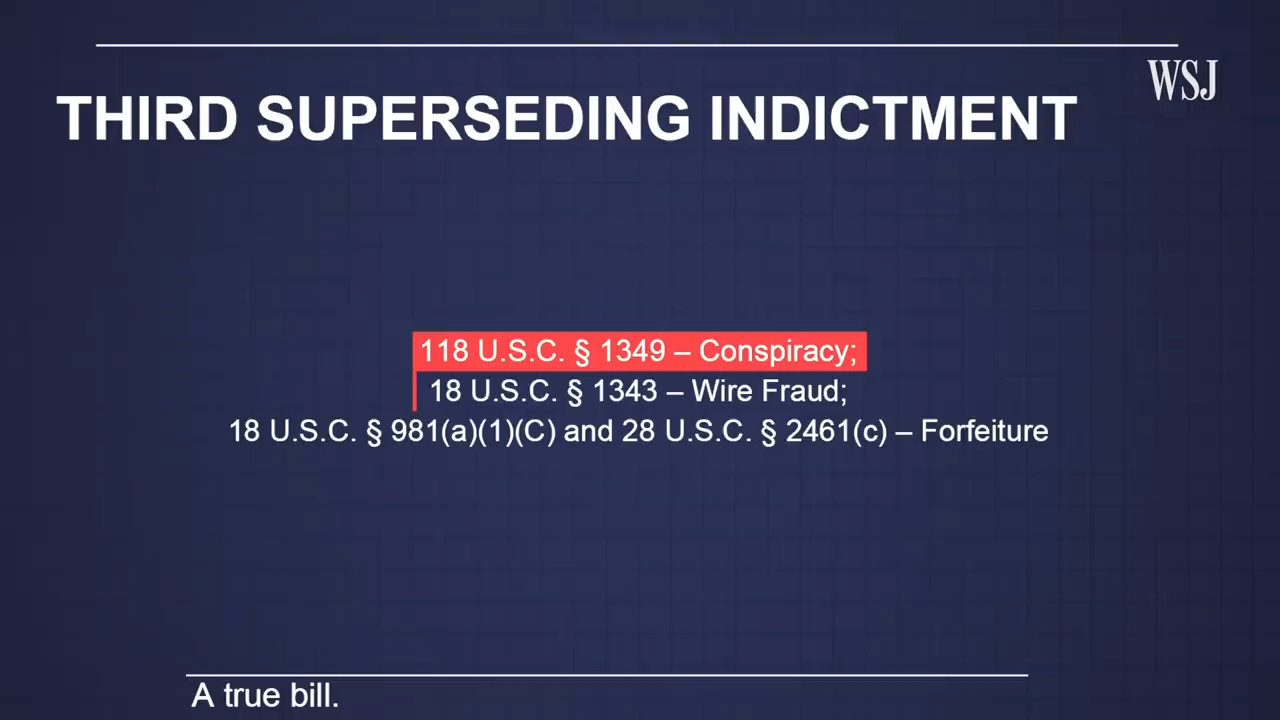 WSJ
THIRD SUPERSEDING INDICTMENT
118 U.S.C. § 1349 – Conspiracy;
18 U.S.C. § 1343 – Wire Fraud;
18 U.S.C. § 981(a)(1)(C) and 28 U.S.C. § 2461(c) – Forfeiture
A true bill.